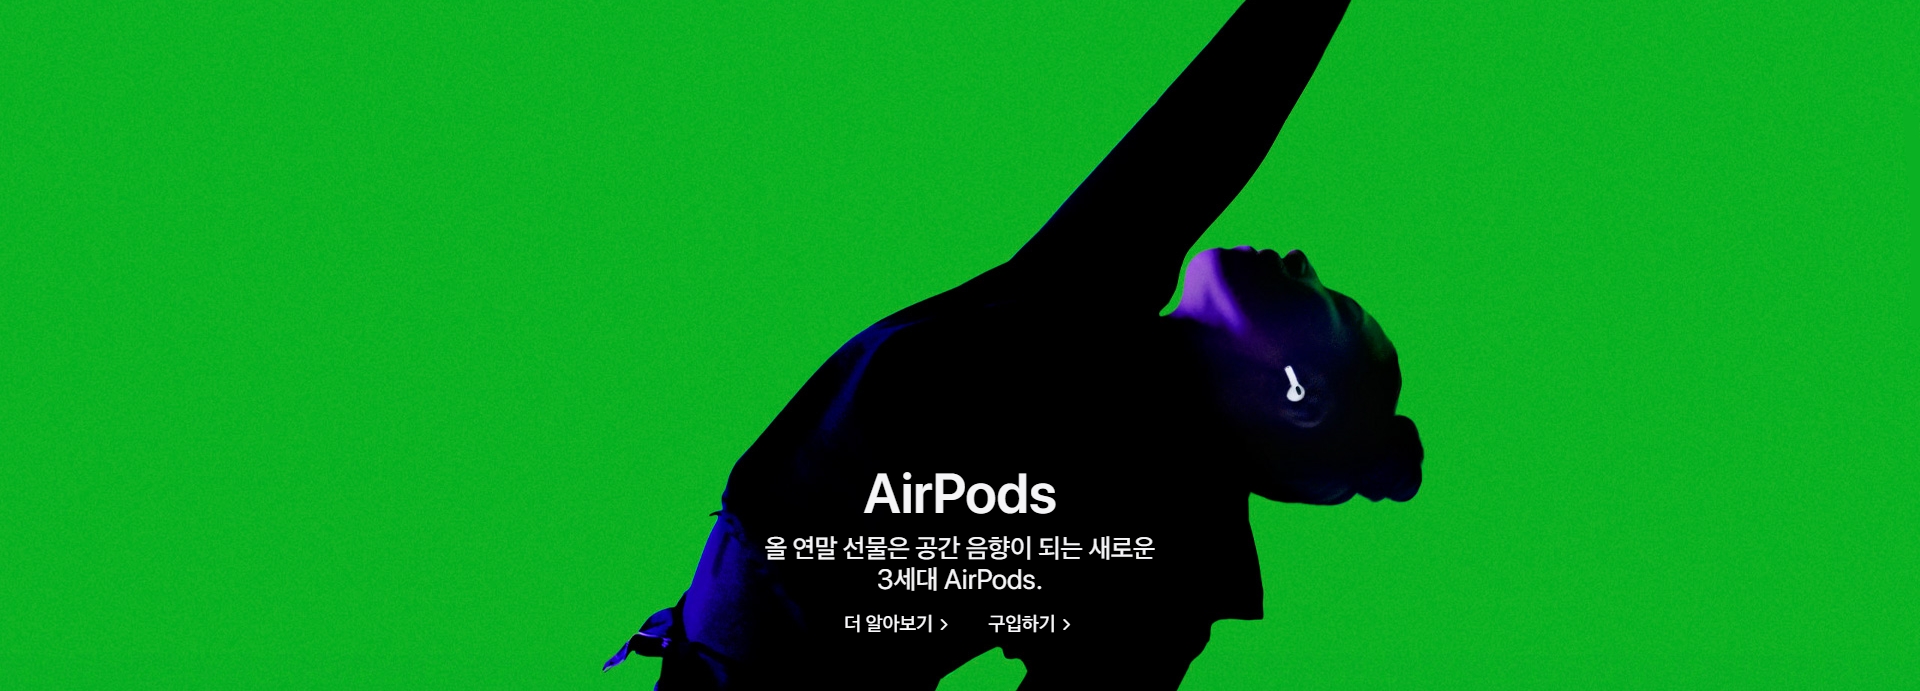 AirPods
올 연말 선물은 공간 음향이 되는 새로운
3세대 AirPods.
더 알아보기 > 구입하기 >